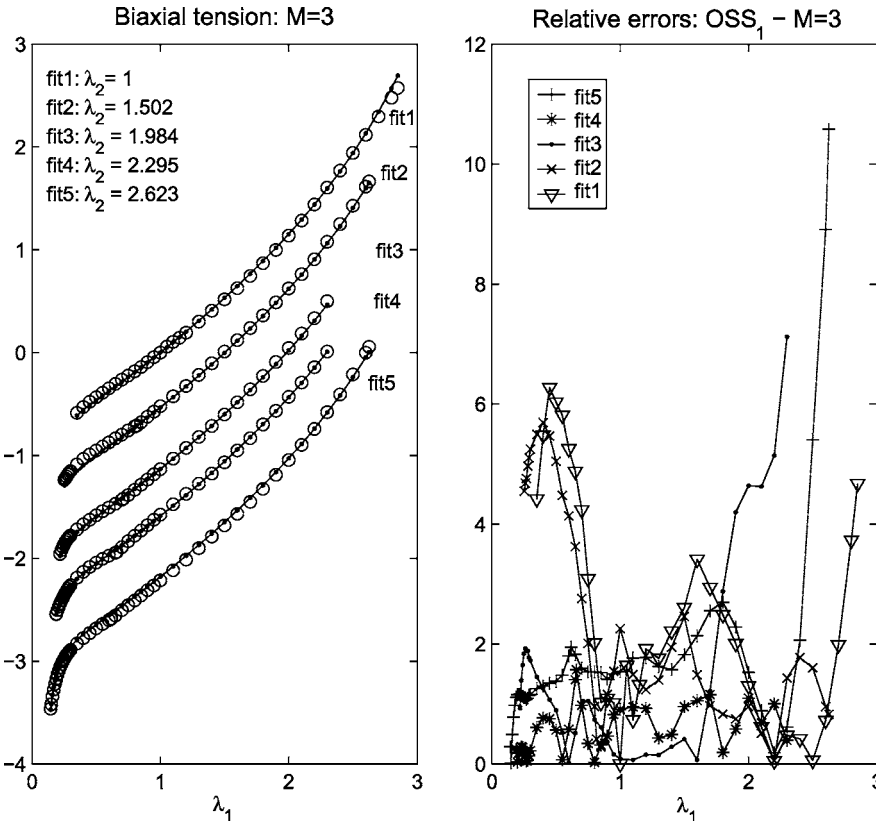 Biaxial tension: M=3
3
2
1
0
−1
−2
−3
−4
0
1
2
3
λ1
fit1: λ2= 1
fit2: λ2= 1.502
fit3: λ2 = 1.984
fit4: λ2 = 2.295
fit5: λ2 = 2.623
fit1
fit2
fit3
fit4
fit5
Relative errors: OSS1 − M=3
12
10
8
6
4
2
0
0
1
2
3
λ1
fit5
fit4
fit3
fit2
fit1